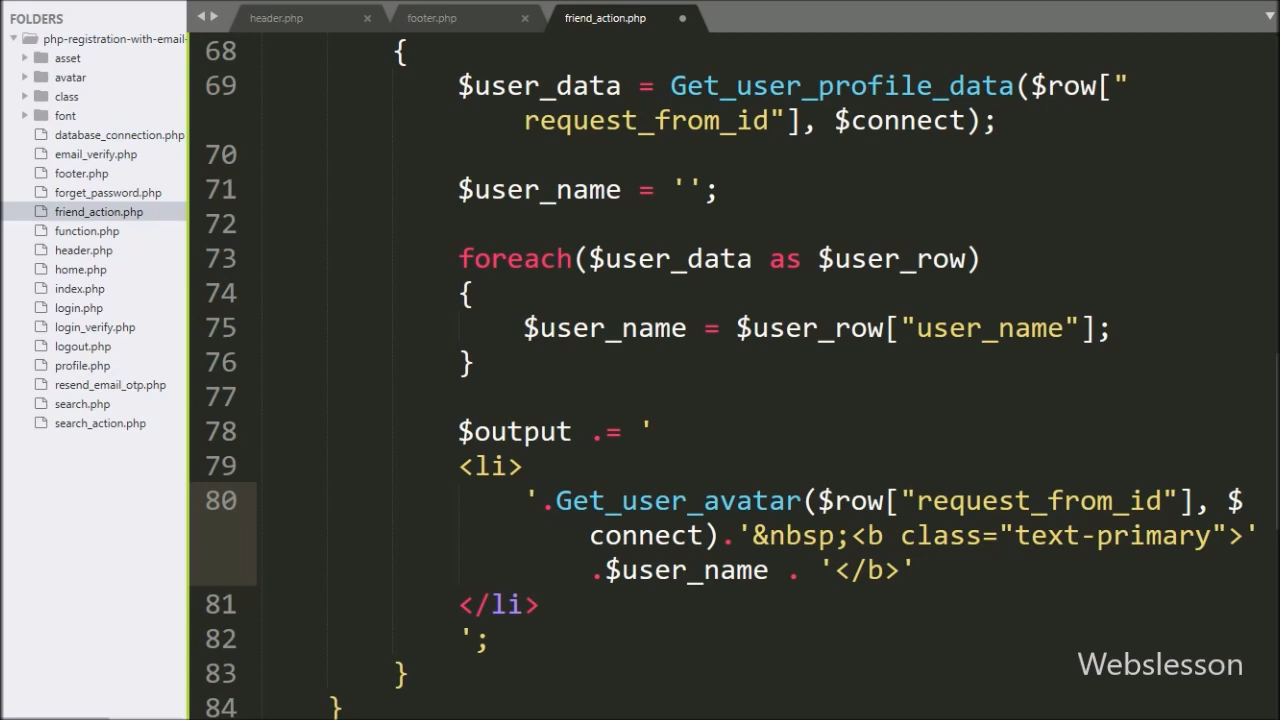 FOLDERS
php-registration-with-email-
asset
avatar
class
font
database_connection.php
email_verify.php
footer.php
forget_password.php
friend_action.php
function.php
header.php
home.php
index.php
login.php
login_verify.php
logout.php
profile.php
resend_email_otp.php
search.php
search_action.php
header.php
footer.php
friend_action.php
68 {
69 $user_data = Get_user_profile_data($row["
request_from_id"], $connect);
70
71 $user_name = '';
72
73 foreach($user_data as $user_row)
74 {
75 $user_name = $user_row["user_name"];
76 }
77
78 $output .= '
79 <li>
80 '.Get_user_avatar($row["request_from_id"], $
connect).'&nbsp;<b class="text-primary">'
.$user_name . '</b>'
81 </li>
82 ';
83 }
84 }
Webslesson